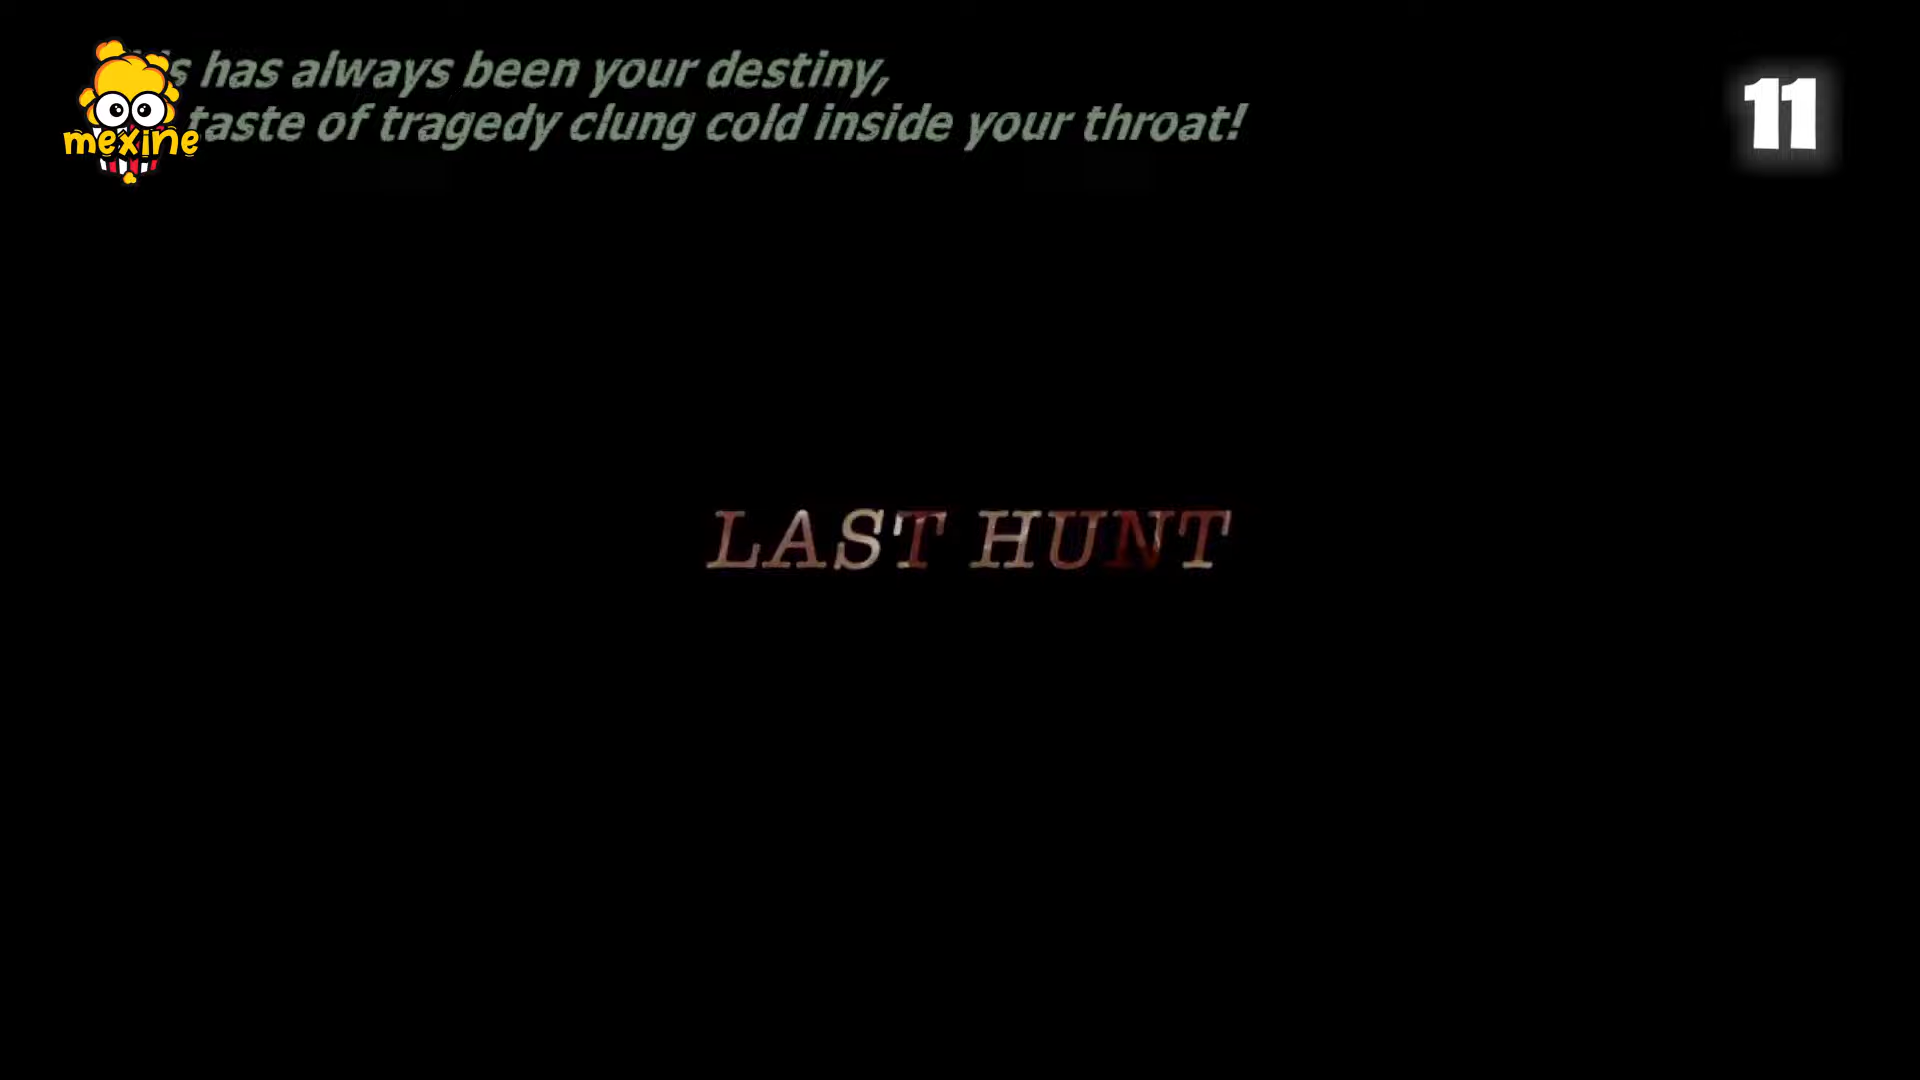 has always been your destiny,
taste of tragedy clung cold inside your throat!
mexine
11
LAST HUNT